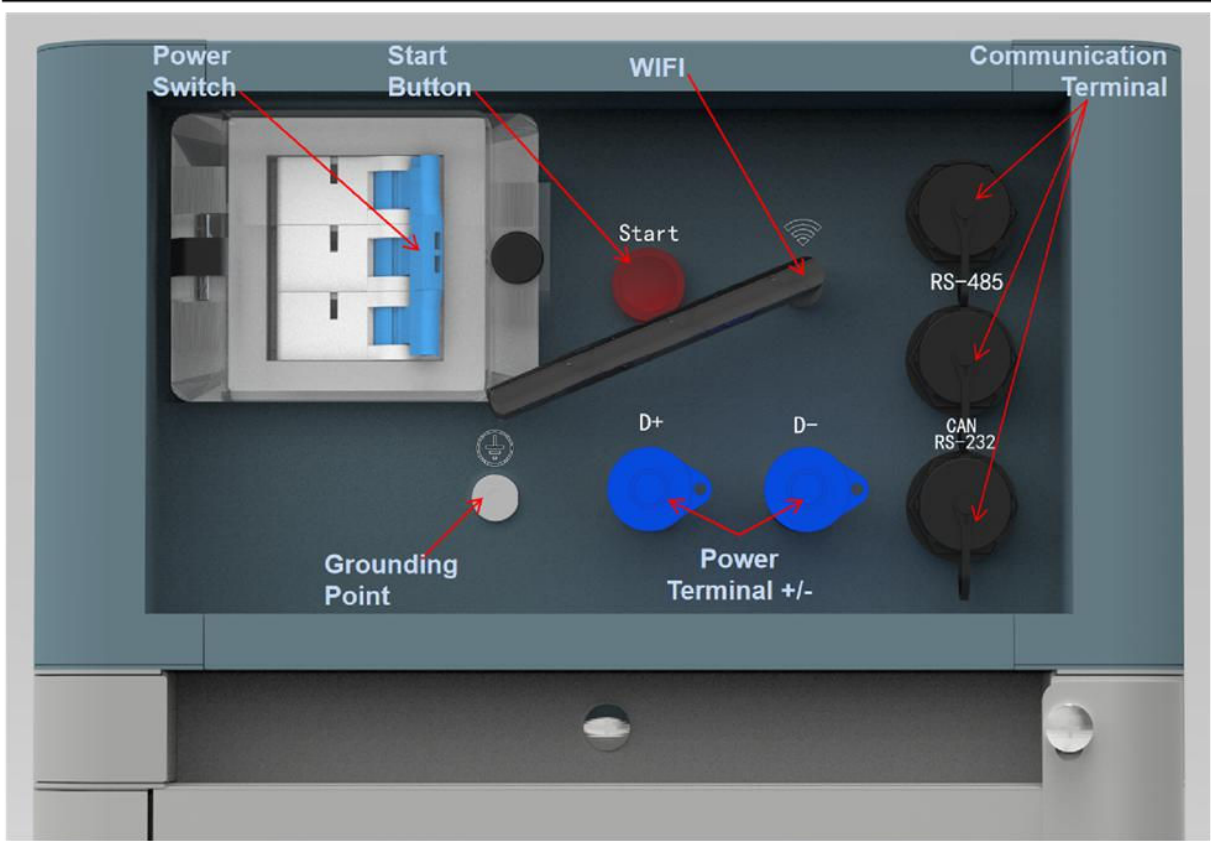 Power
Switch
Start
Button
WIFI
Communication
Terminal
Start
RS-485
CAN
RS-232
D+
D-
Grounding
Point
Power
Terminal +/-